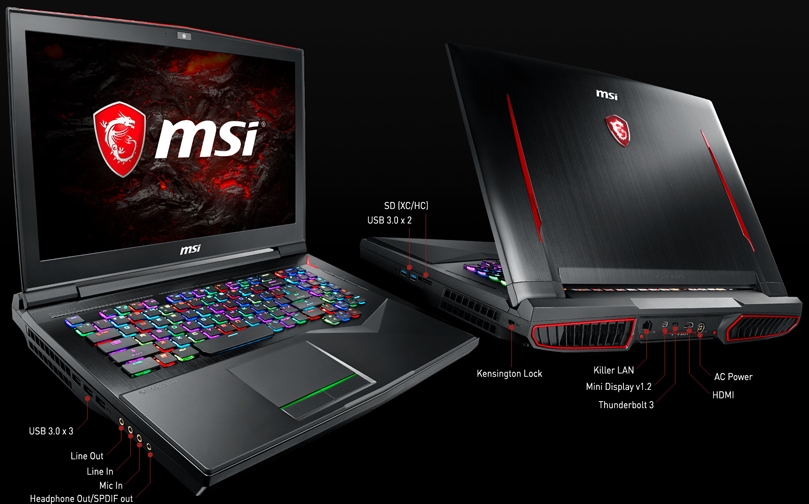 msi
msi
msi
SD (XC/HC)
USB 3.0 x 2
Kensington Lock
Killer LAN
Mini Display v1.2
Thunderbolt 3
AC Power
HDMI
USB 3.0 x 3
Line Out
Line In
Mic In
Headphone Out/SPDIF out